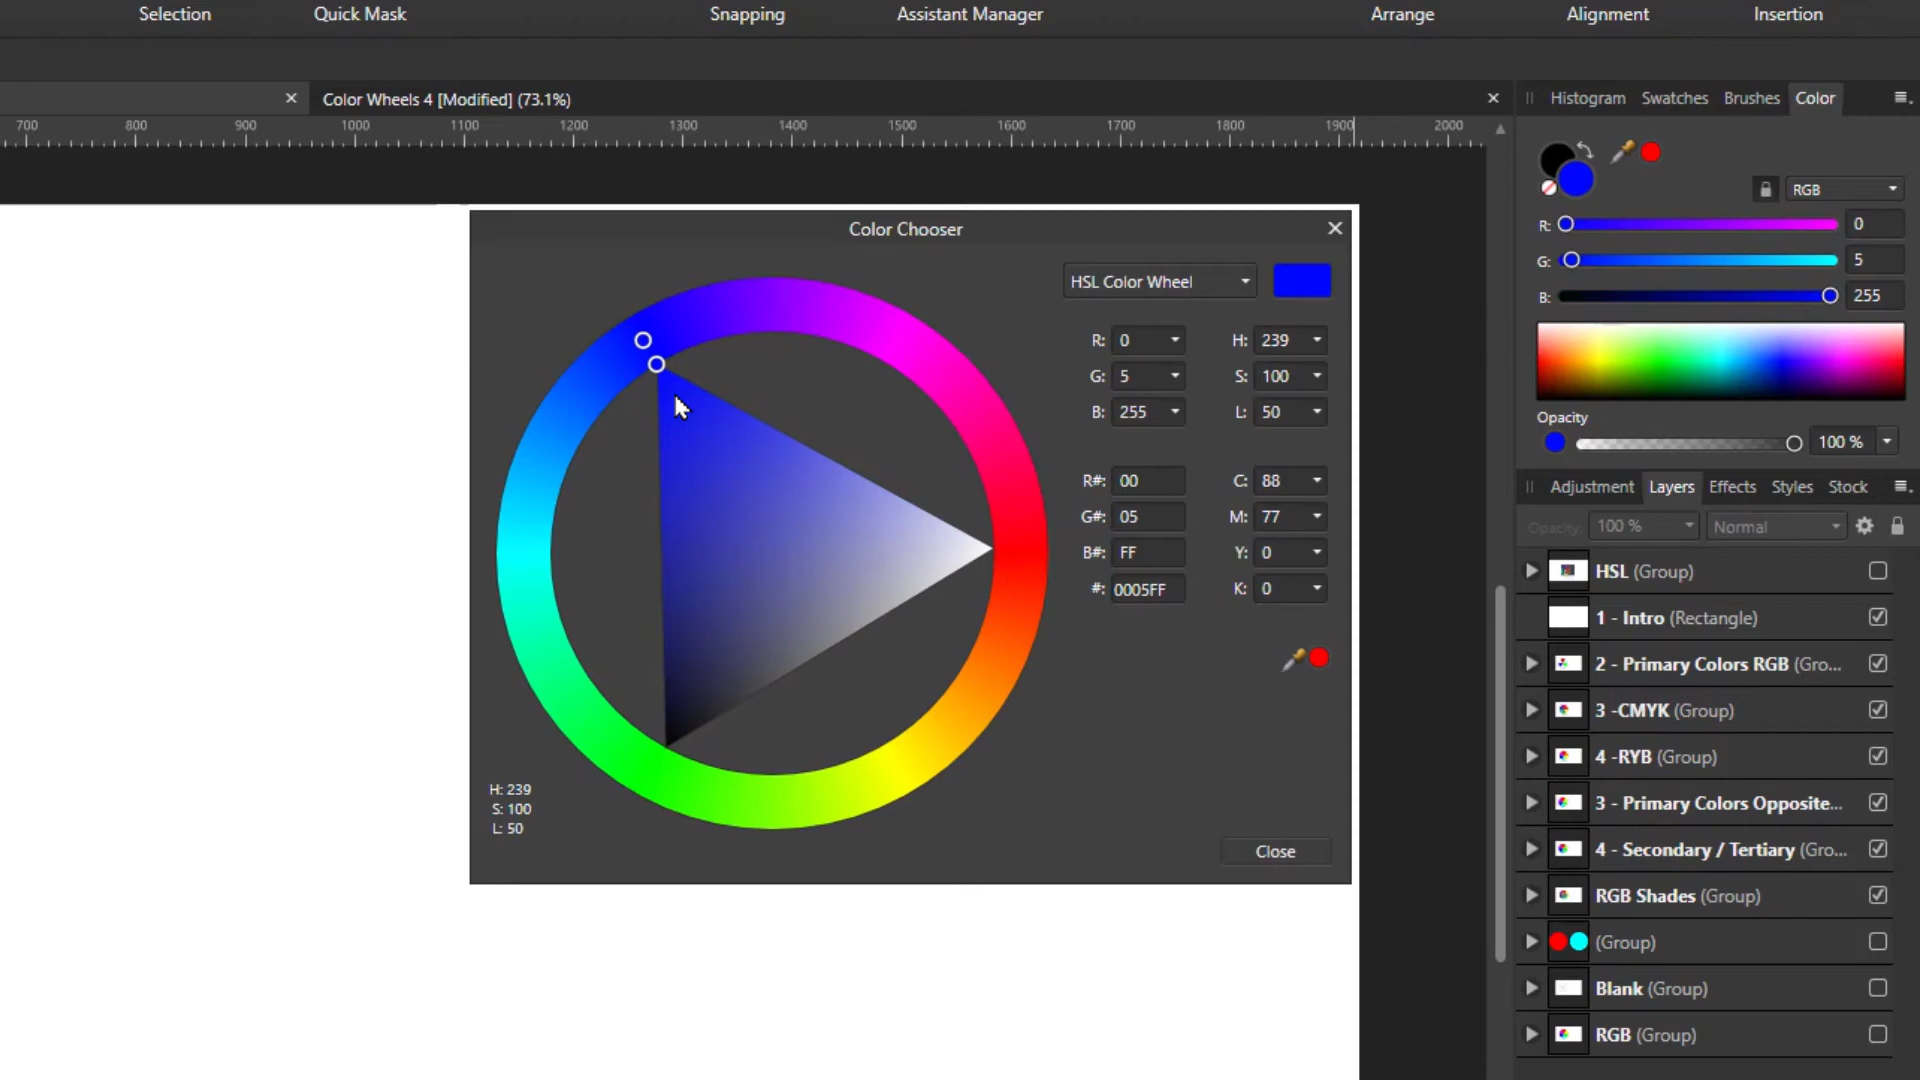 Selection Quick Mask Snapping Assistant Manager Arrange Alignment Insertion
Color Wheels 4 [Modified] (73.1%)
Histogram Swatches Brushes Color
700 800 900 1000 1100 1200 1300 1400 1500 1600 1700 1800 1900 2000
RGB
R: 0
G: 5
B: 255
Opacity
100 %
Color Chooser
HSL Color Wheel
R: 0 H: 239
G: 5 S: 100
B: 255 L: 50
R#: 00 C: 88
G#: 05 M: 77
B#: FF Y: 0
#: 0005FF K: 0
H: 239
S: 100
L: 50
Close
Adjustment Layers Effects Styles Stock
Opacity: 100 % Normal
HSL (Group)
1 - Intro (Rectangle)
2 - Primary Colors RGB (Gro...
3 -CMYK (Group)
4 -RYB (Group)
3 - Primary Colors Opposite...
4 - Secondary / Tertiary (Gro...
RGB Shades (Group)
(Group)
Blank (Group)
RGB (Group)